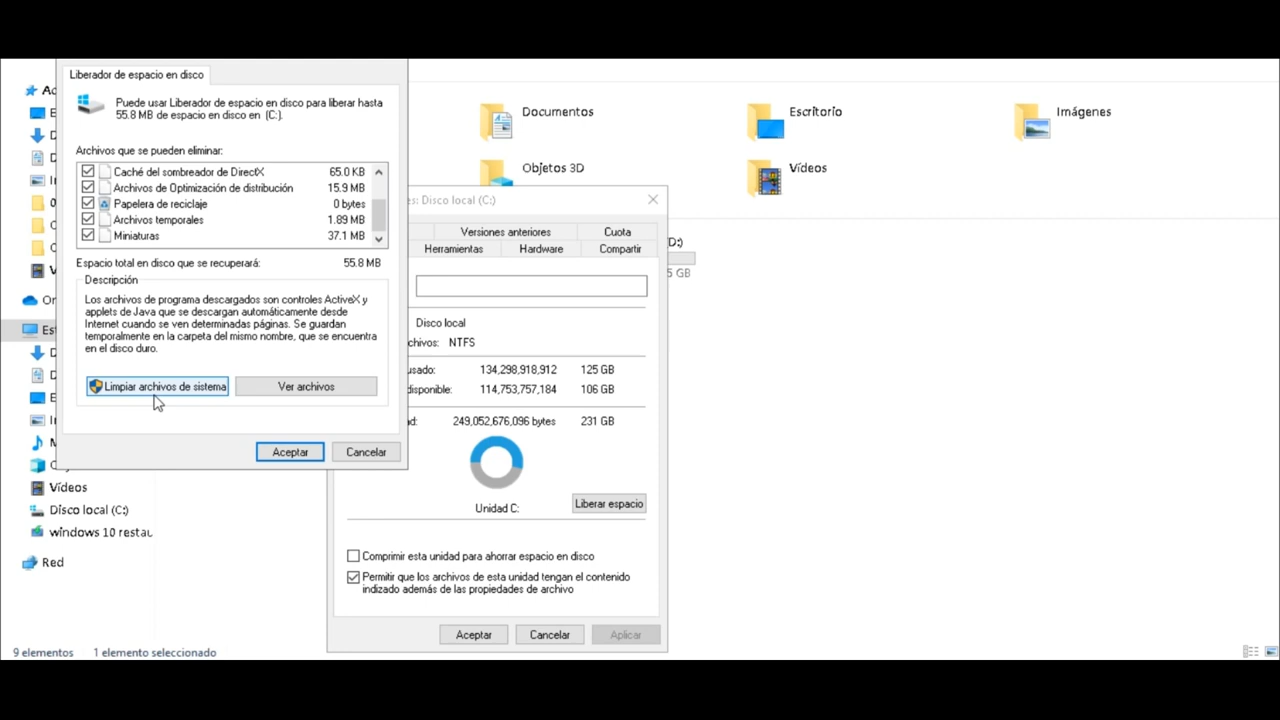 Liberador de espacio en disco
Puede usar Liberador de espacio en disco para liberar hasta
55.8 MB de espacio en disco en (C:).
Archivos que se pueden eliminar:
Caché del sombreador de DirectX 65.0 KB
Archivos de Optimización de distribución 15.9 MB
Papelera de reciclaje 0 bytes
Archivos temporales 1.89 MB
Miniaturas 37.1 MB
Espacio total en disco que se recuperará: 55.8 MB
Descripción
Los archivos de programa descargados son controles ActiveX y
applets de Java que se descargan automáticamente desde
Internet cuando se ven determinadas páginas. Se guardan
temporalmente en la carpeta del mismo nombre, que se encuentra
en el disco duro.
Limpiar archivos de sistema Ver archivos
Aceptar Cancelar
Documentos Escritorio Imágenes
Objetos 3D Vídeos
Disco local (C:)
Versiones anteriores Cuota
Herramientas Hardware Compartir
D:)
GB
Disco local
NTFS
134,298,918,912 125 GB
114,753,757,184 106 GB
249,052,676,096 bytes 231 GB
Unidad C: Liberar espacio
Comprimir esta unidad para ahorrar espacio en disco
Permitir que los archivos de esta unidad tengan el contenido
indizado además de las propiedades de archivo
Aceptar Cancelar Aplicar
Vídeos
Disco local (C:)
windows 10 restau
Red
9 elementos 1 elemento seleccionado